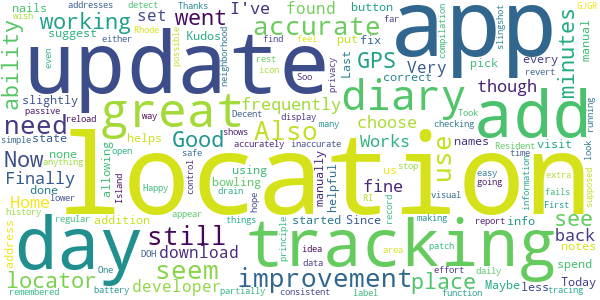 nails far even detect addresses either Thanks Rhode wish set I've went found suggest Kudos rest icon Soo neighborhood find feel button put Last privacy pick fix possible compilation slingshot GJGR
working accurate GPS Very correct every revert manual minutes
ability update app
slightly state though checking
need frequently diary add running
great choose Works names look
Now passive reload Good display many
none Also manually shows inaccurate accurately us use visit
Finally helps way fine helpful time Resident
simple anything open allowing using safe RI stop easy going information supposed
location
done Island things hope record visual First fails extra
Home lower Happy control bowling started Since making report info see
address history regular addition appear idea area patch back
day still tracking
principle data notes
locator seem download DOH drain improvement place effort daily spend
remembered battery One developer partially consistent label Maybe function less Today tracing